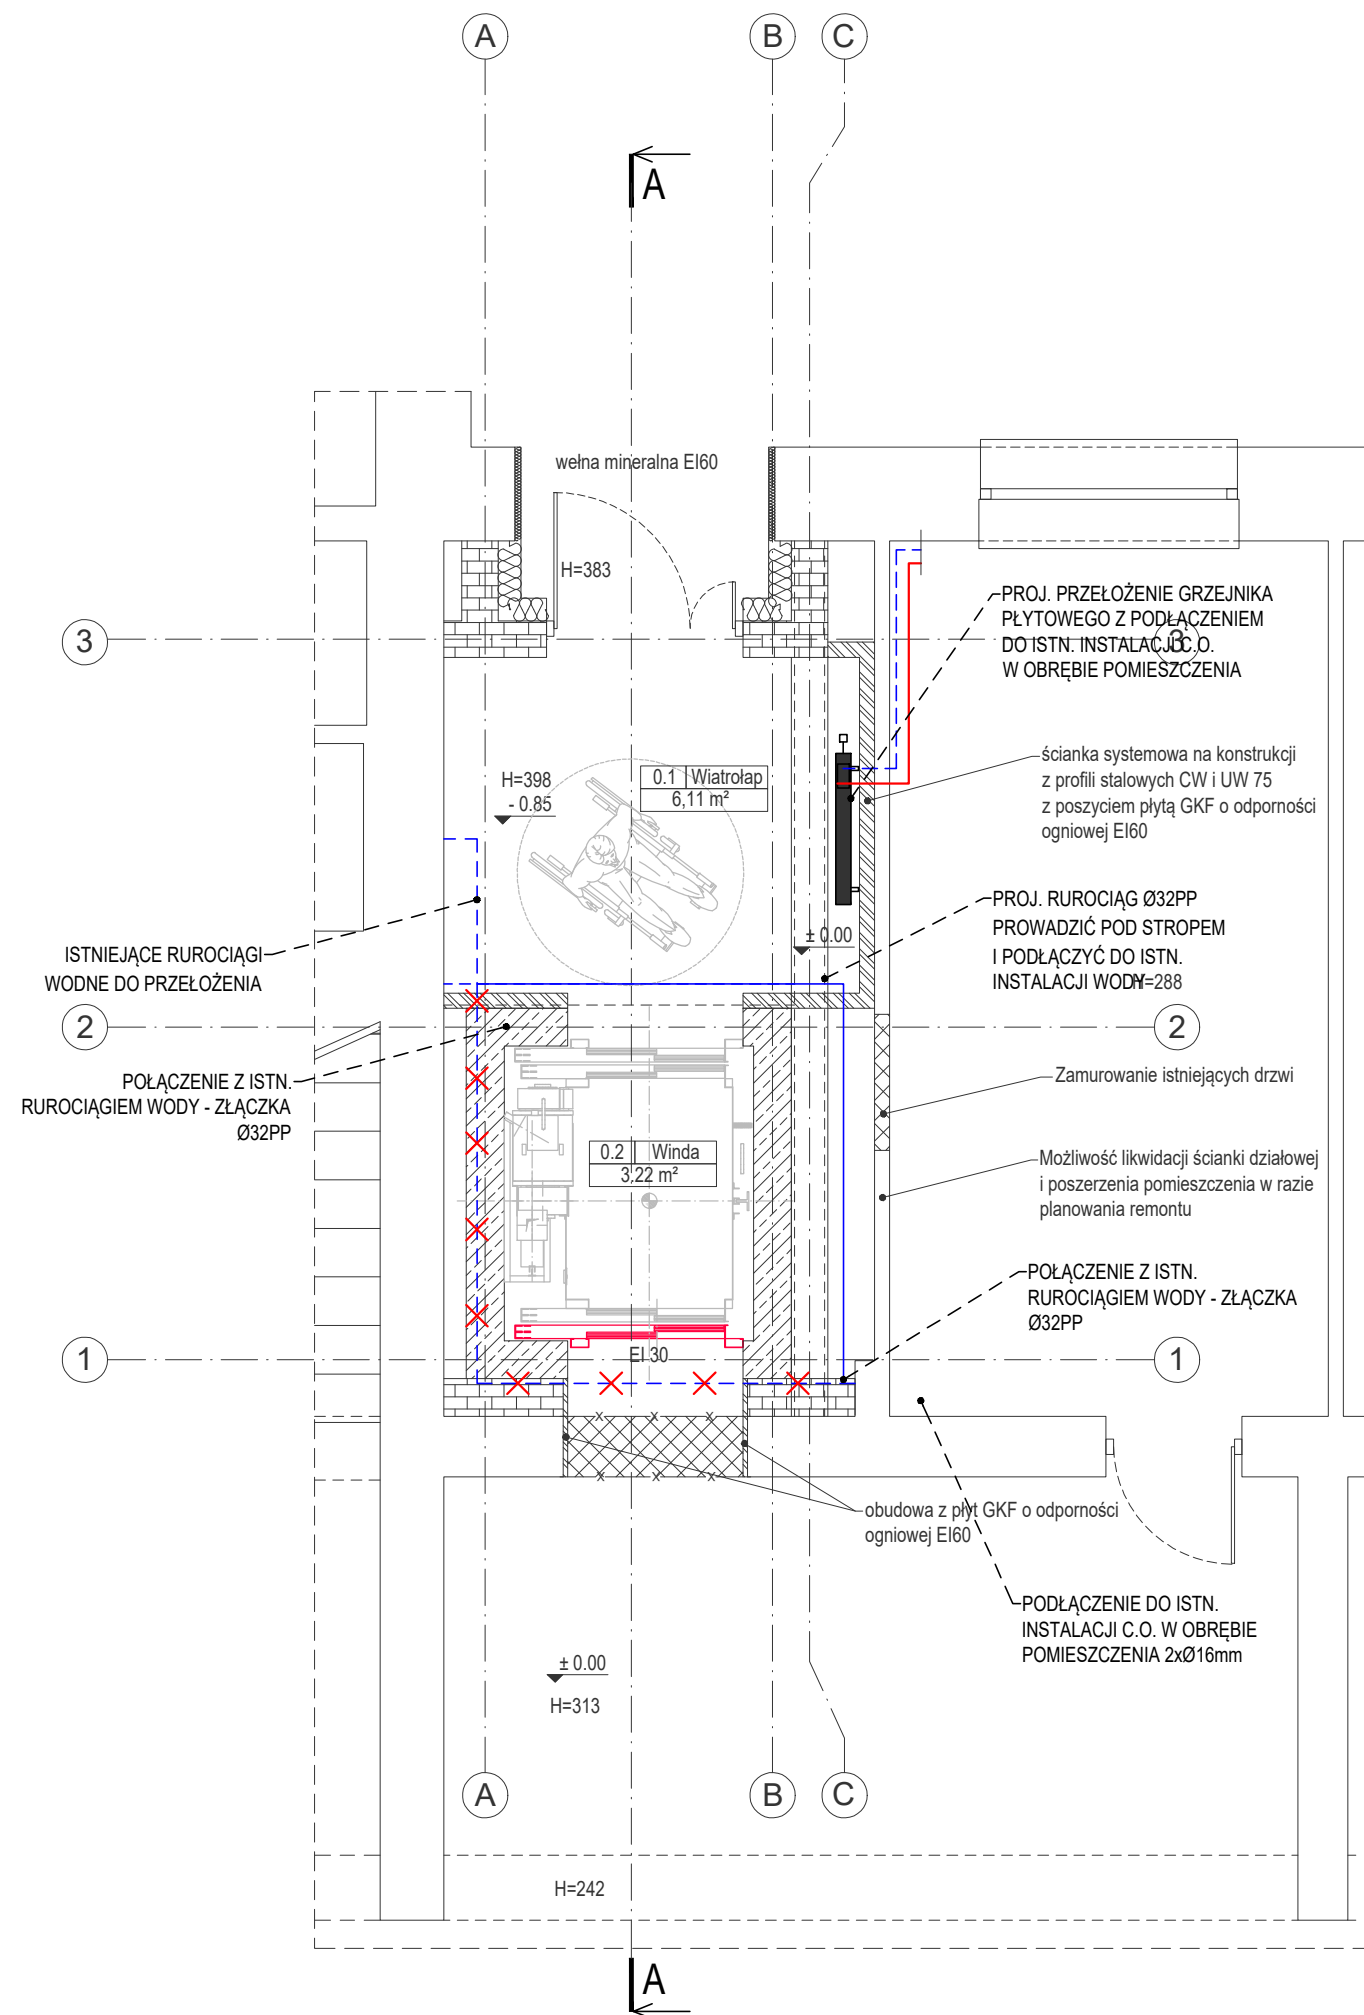 A
B
C
A
wełna mineralna EI60
H=383
PROJ. PRZEŁOŻENIE GRZEJNIKA
PŁYTOWEGO Z PODŁĄCZENIEM
DO ISTN. INSTALACJI C.O.
W OBRĘBIE POMIESZCZENIA
3
3
ścianka systemowa na konstrukcji
z profili stalowych CW i UW 75
z poszyciem płytą GKF o odporności
ogniowej EI60
H=398
- 0.85
0.1 Wiatrołap
6,11 m²
PROJ. RUROCIĄG Ø32PP
PROWADZIĆ POD STROPEM
I PODŁĄCZYĆ DO ISTN.
INSTALACJI WODY
H=288
± 0.00
ISTNIEJĄCE RUROCIĄGI
WODNE DO PRZEŁOŻENIA
2
2
POŁĄCZENIE Z ISTN.
RUROCIĄGIEM WODY - ZŁĄCZKA
Ø32PP
Zamurowanie istniejących drzwi
0.2 Winda
3,22 m²
Możliwość likwidacji ścianki działowej
i poszerzenia pomieszczenia w razie
planowania remontu
POŁĄCZENIE Z ISTN.
RUROCIĄGIEM WODY - ZŁĄCZKA
Ø32PP
1
EI 30
1
obudowa z płyt GKF o odporności
ogniowej EI60
PODŁĄCZENIE DO ISTN.
INSTALACJI C.O. W OBRĘBIE
POMIESZCZENIA 2xØ16mm
± 0.00
H=313
A
B
C
H=242
A